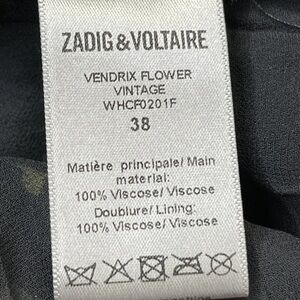 ZADIG&VOLTAIRE
VENDRIX FLOWER
VINTAGE
WHCF0201F
38
Matière principale/ Main
material:
100% Viscose/ Viscose
Doublure/ Lining:
100% Viscose/ Viscose